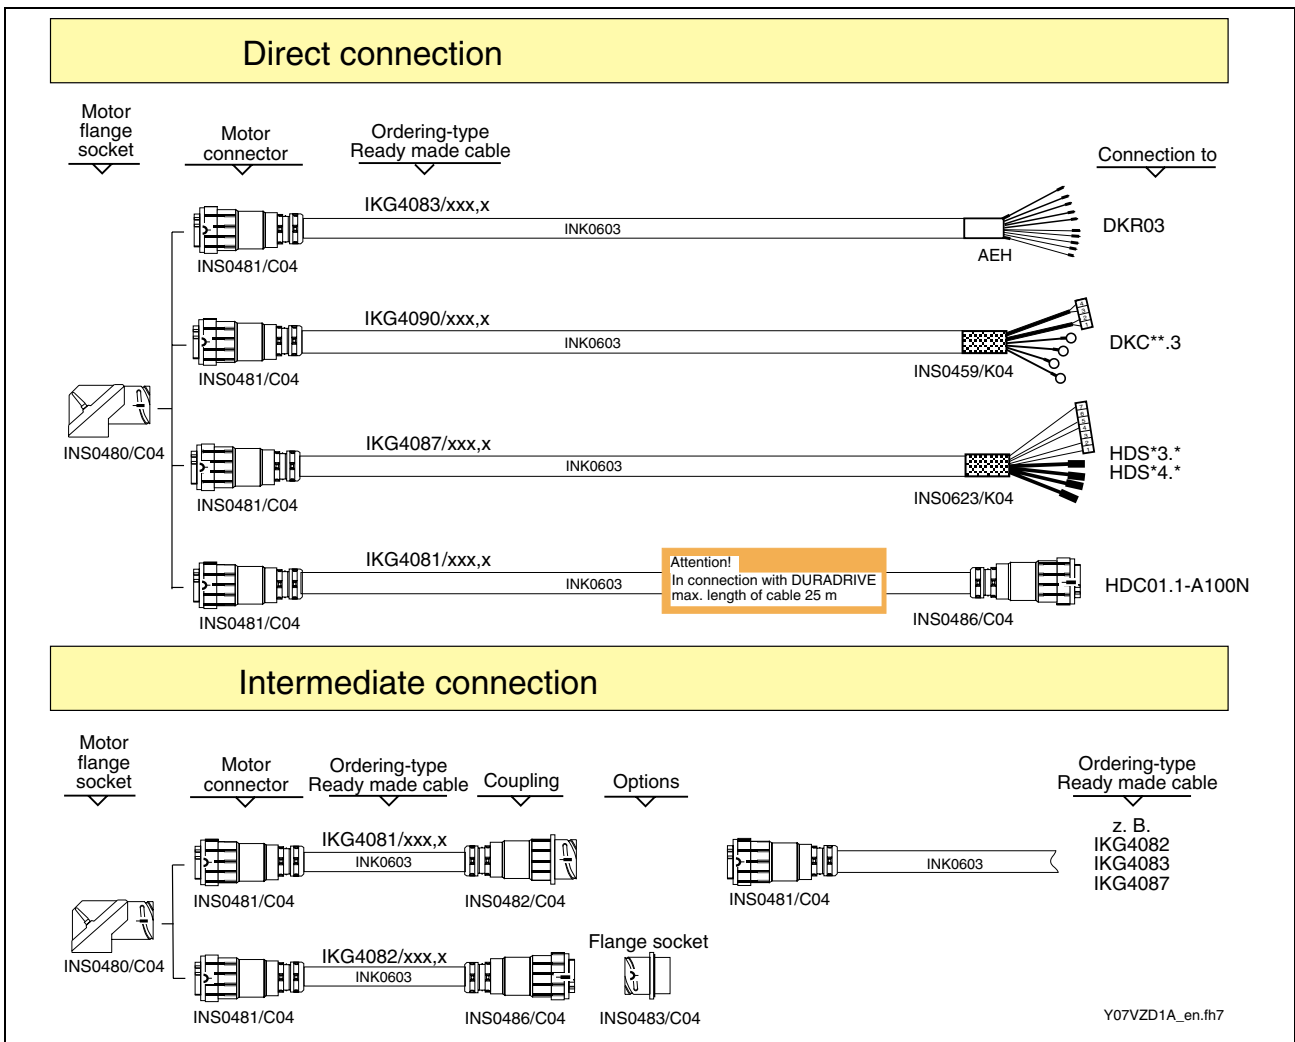 Direct connection
Motor
flange
socket
Motor
connector
Ordering-type
Ready made cable
Connection to
IKG4083/xxx,x
INK0603
INS0481/C04
AEH
DKR03
IKG4090/xxx,x
INK0603
INS0481/C04
INS0459/K04
DKC**.3
INS0480/C04
IKG4087/xxx,x
INK0603
INS0481/C04
INS0623/K04
HDS*3.*
HDS*4.*
IKG4081/xxx,x
INK0603
Attention!
In connection with DURADRIVE
max. length of cable 25 m
INS0481/C04
INS0486/C04
HDC01.1-A100N
Intermediate connection
Motor
flange
socket
Motor
connector
Ordering-type
Ready made cable
Coupling
Options
Ordering-type
Ready made cable
IKG4081/xxx,x
INK0603
INS0481/C04
INS0482/C04
INK0603
INS0481/C04
z. B.
IKG4082
IKG4083
IKG4087
INS0480/C04
IKG4082/xxx,x
INK0603
INS0481/C04
INS0486/C04
Flange socket
INS0483/C04
Y07VZD1A_en.fh7